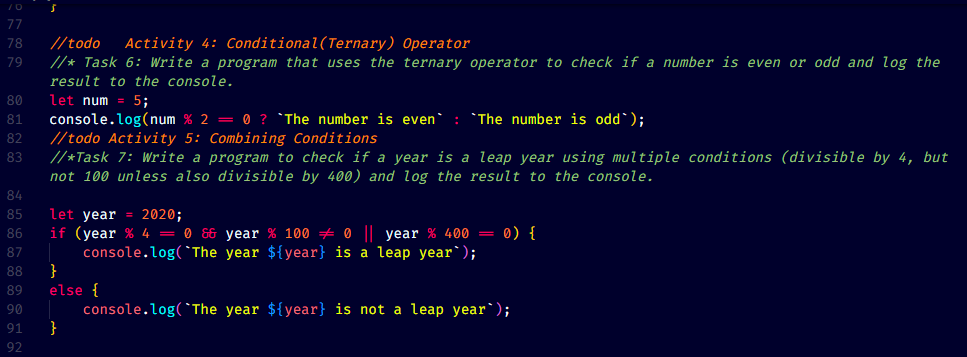 76 }
77
78 //todo   Activity 4: Conditional(Ternary) Operator
79 //* Task 6: Write a program that uses the ternary operator to check if a number is even or odd and log the
result to the console.
80 let num = 5;
81 console.log(num % 2 == 0 ? `The number is even` : `The number is odd`);
82 //todo Activity 5: Combining Conditions
83 //*Task 7: Write a program to check if a year is a leap year using multiple conditions (divisible by 4, but
not 100 unless also divisible by 400) and log the result to the console.
84
85 let year = 2020;
86 if (year % 4 == 0 && year % 100 != 0 || year % 400 == 0) {
87     console.log(`The year ${year} is a leap year`);
88 }
89 else {
90     console.log(`The year ${year} is not a leap year`);
91 }
92